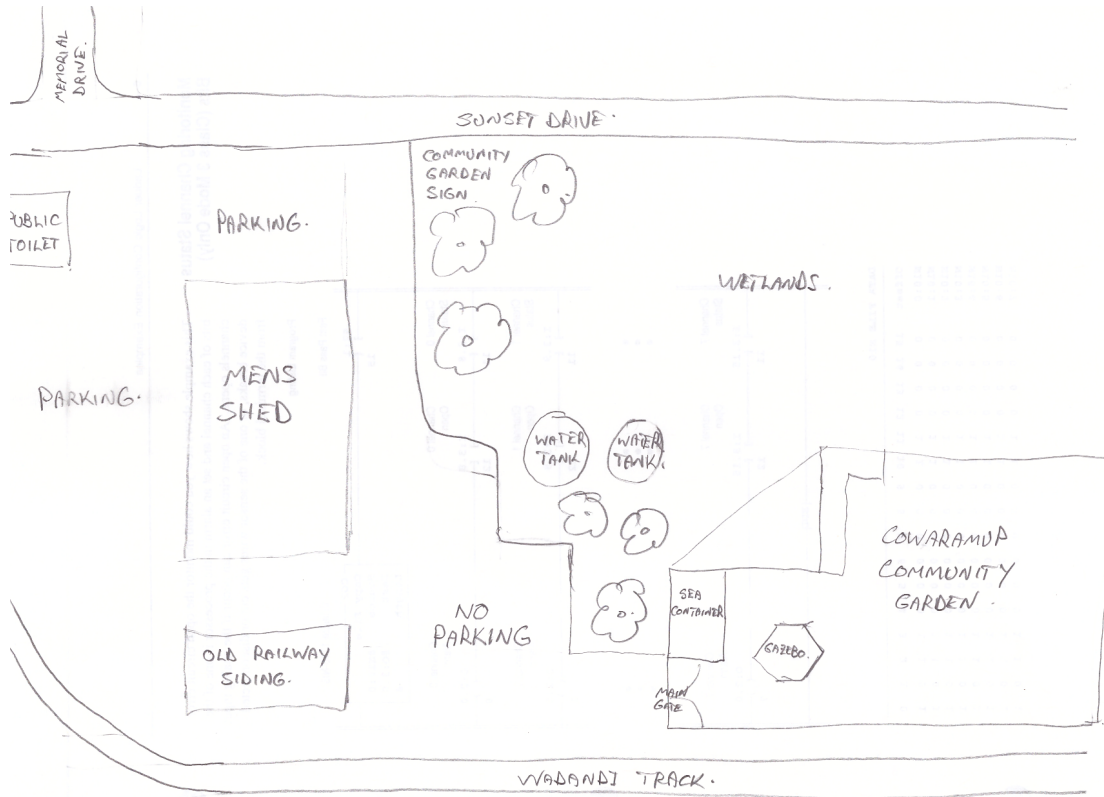 MEMORIAL
DRIVE.
SUNSET DRIVE.
COMMUNITY
GARDEN
SIGN
PUBLIC
TOILET
PARKING.
WETLANDS.
MENS
SHED
PARKING.
WATER
TANK
WATER
TANK.
COWARAMUP
COMMUNITY
GARDEN.
SEA
CONTAINER
NO
PARKING
GAZEBO.
OLD RAILWAY
SIDING.
MAIN
GATE
WADANDI TRACK.